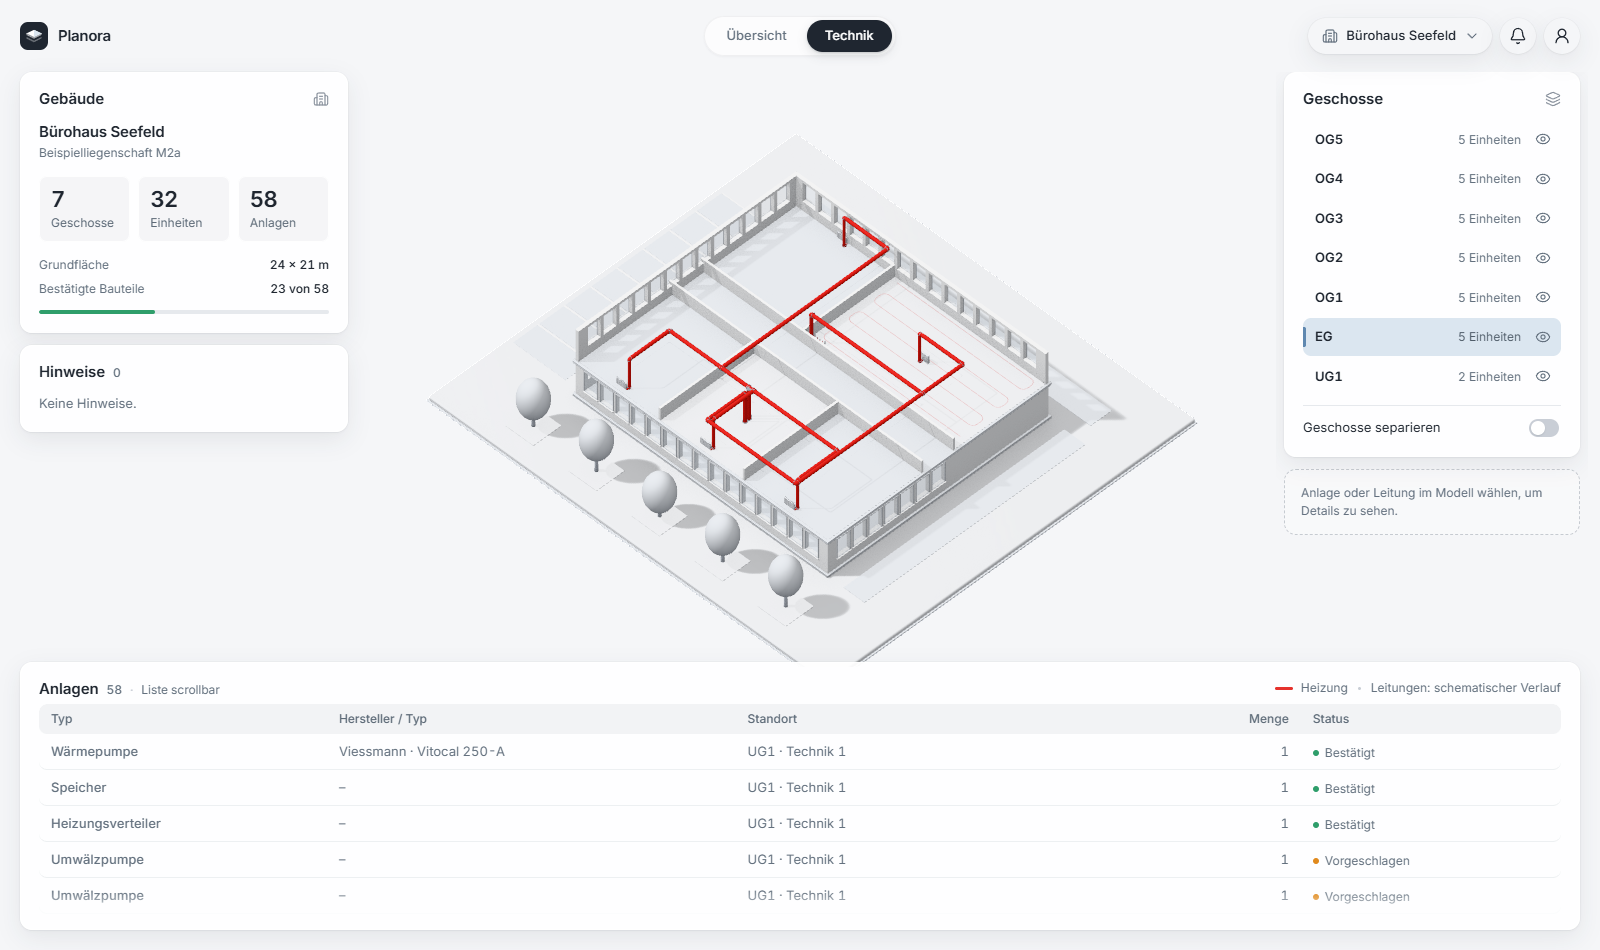 Planora
Übersicht
Technik
Bürohaus Seefeld
Gebäude
Bürohaus Seefeld
Beispielliegenschaft M2a
7
Geschosse
32
Einheiten
58
Anlagen
Grundfläche 24 × 21 m
Bestätigte Bauteile 23 von 58
Hinweise 0
Keine Hinweise.
Geschosse
OG5 5 Einheiten
OG4 5 Einheiten
OG3 5 Einheiten
OG2 5 Einheiten
OG1 5 Einheiten
EG 5 Einheiten
UG1 2 Einheiten
Geschosse separieren
Anlage oder Leitung im Modell wählen, um
Details zu sehen.
Anlagen 58 · Liste scrollbar
Heizung • Leitungen: schematischer Verlauf
Typ Hersteller / Typ Standort Menge Status
Wärmepumpe Viessmann · Vitocal 250-A UG1 · Technik 1 1 Bestätigt
Speicher – UG1 · Technik 1 1 Bestätigt
Heizungsverteiler – UG1 · Technik 1 1 Bestätigt
Umwälzpumpe – UG1 · Technik 1 1 Vorgeschlagen
Umwälzpumpe – UG1 · Technik 1 1 Vorgeschlagen